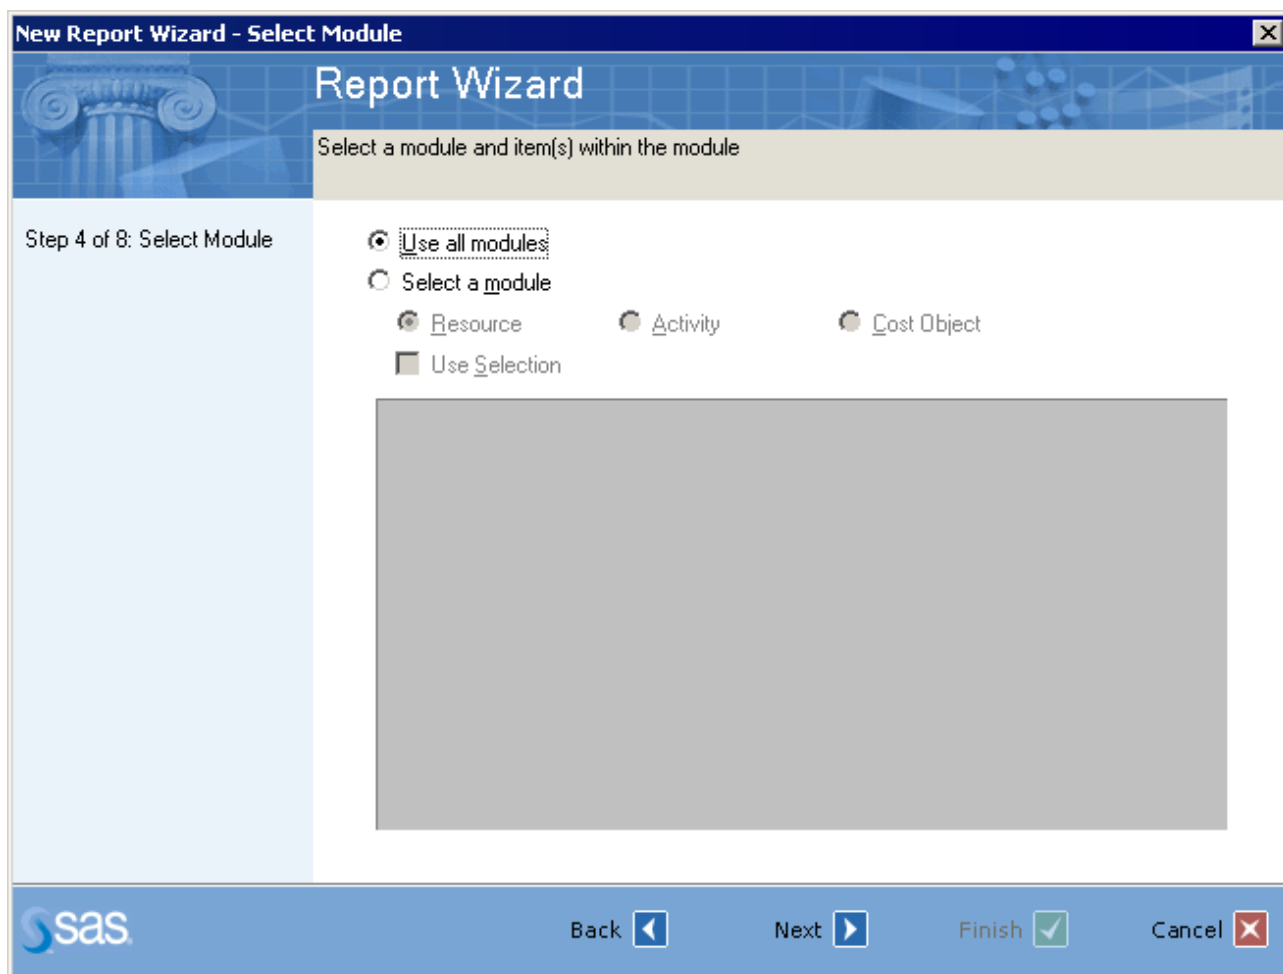 New Report Wizard - Select Module
Report Wizard
Select a module and item(s) within the module
Step 4 of 8: Select Module
Use all modules
Select a module
Resource Activity Cost Object
Use Selection
sas. Back Next Finish Cancel